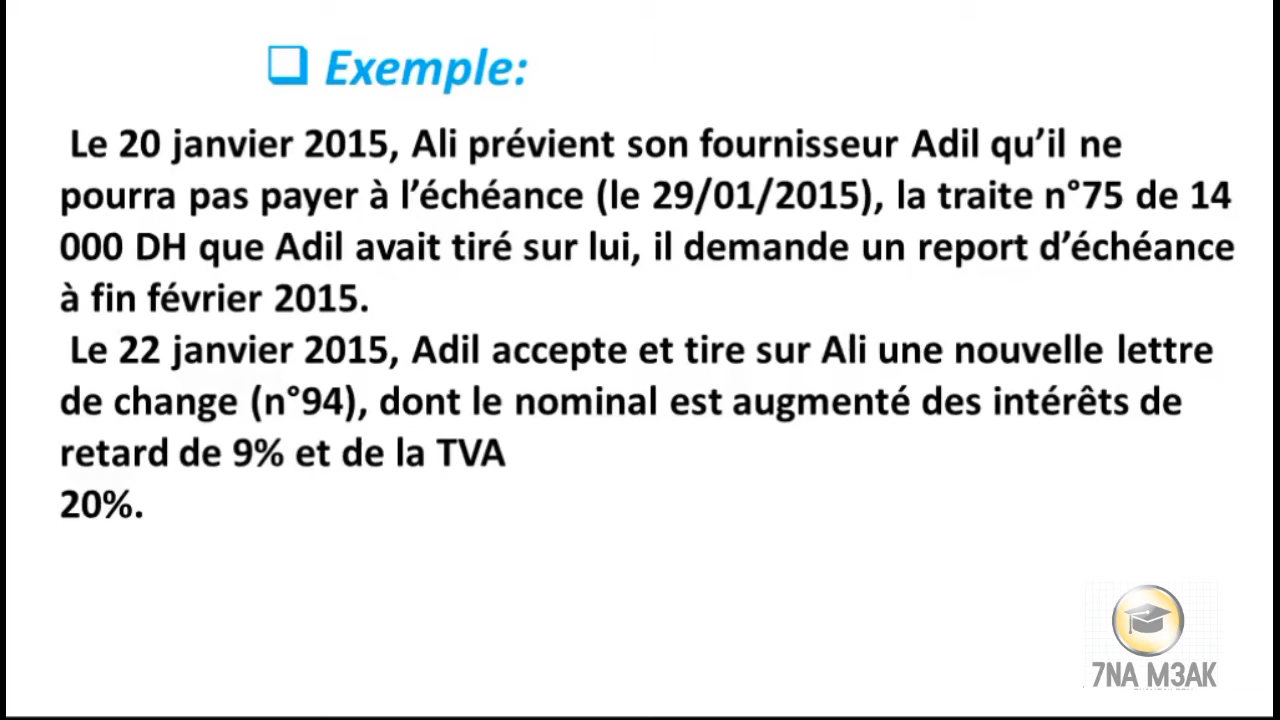 Exemple:
Le 20 janvier 2015, Ali prévient son fournisseur Adil qu’il ne
pourra pas payer à l’échéance (le 29/01/2015), la traite n°75 de 14
000 DH que Adil avait tiré sur lui, il demande un report d’échéance
à fin février 2015.
Le 22 janvier 2015, Adil accepte et tire sur Ali une nouvelle lettre
de change (n°94), dont le nominal est augmenté des intérêts de
retard de 9% et de la TVA
20%.
7NA M3AK